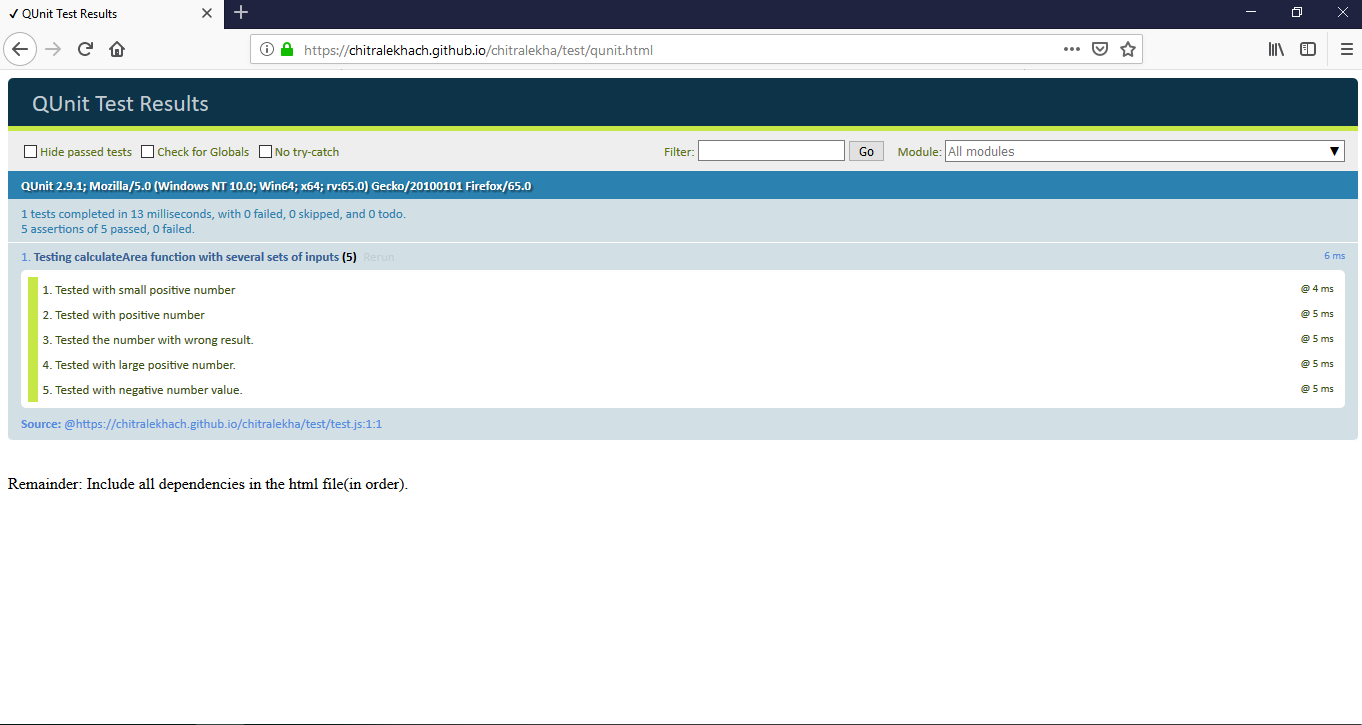 ✓ QUnit Test Results
https://chitralekhach.github.io/chitralekha/test/qunit.html
QUnit Test Results
Hide passed tests Check for Globals No try-catch Filter: Go Module: All modules ▼
QUnit 2.9.1; Mozilla/5.0 (Windows NT 10.0; Win64; x64; rv:65.0) Gecko/20100101 Firefox/65.0
1 tests completed in 13 milliseconds, with 0 failed, 0 skipped, and 0 todo.
5 assertions of 5 passed, 0 failed.
1. Testing calculateArea function with several sets of inputs (5) Rerun 6 ms
1. Tested with small positive number @ 4 ms
2. Tested with positive number @ 5 ms
3. Tested the number with wrong result. @ 5 ms
4. Tested with large positive number. @ 5 ms
5. Tested with negative number value. @ 5 ms
Source: @https://chitralekhach.github.io/chitralekha/test/test.js:1:1
Remainder: Include all dependencies in the html file(in order).